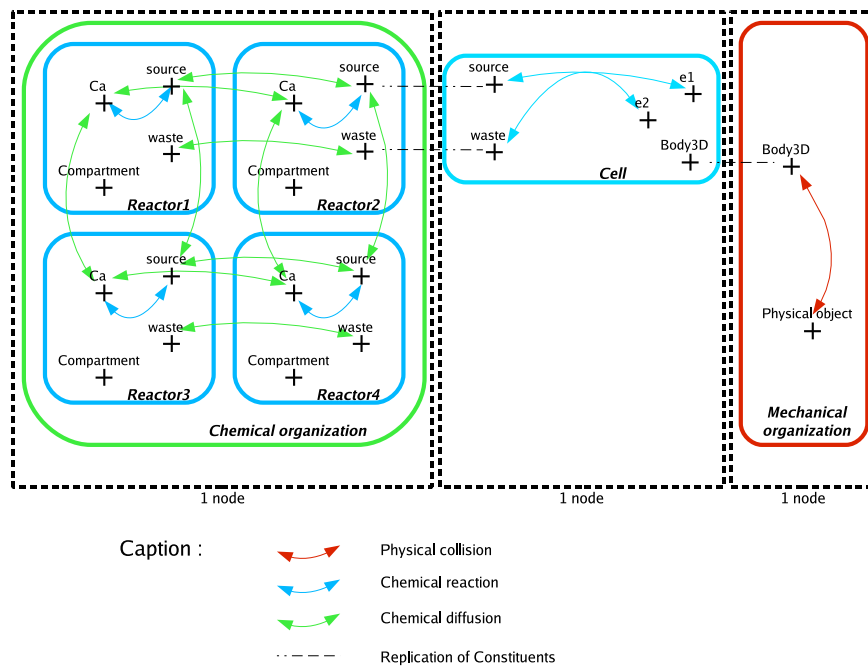 source
Ca
waste
Compartment
Reactor1
source
Ca
waste
Compartment
Reactor2
source
Ca
waste
Compartment
Reactor3
source
Ca
waste
Compartment
Reactor4
Chemical organization
1 node
source
e1
e2
waste
Body3D
Cell
1 node
Body3D
Physical object
Mechanical
organization
1 node
Caption :
Physical collision
Chemical reaction
Chemical diffusion
Replication of Constituents